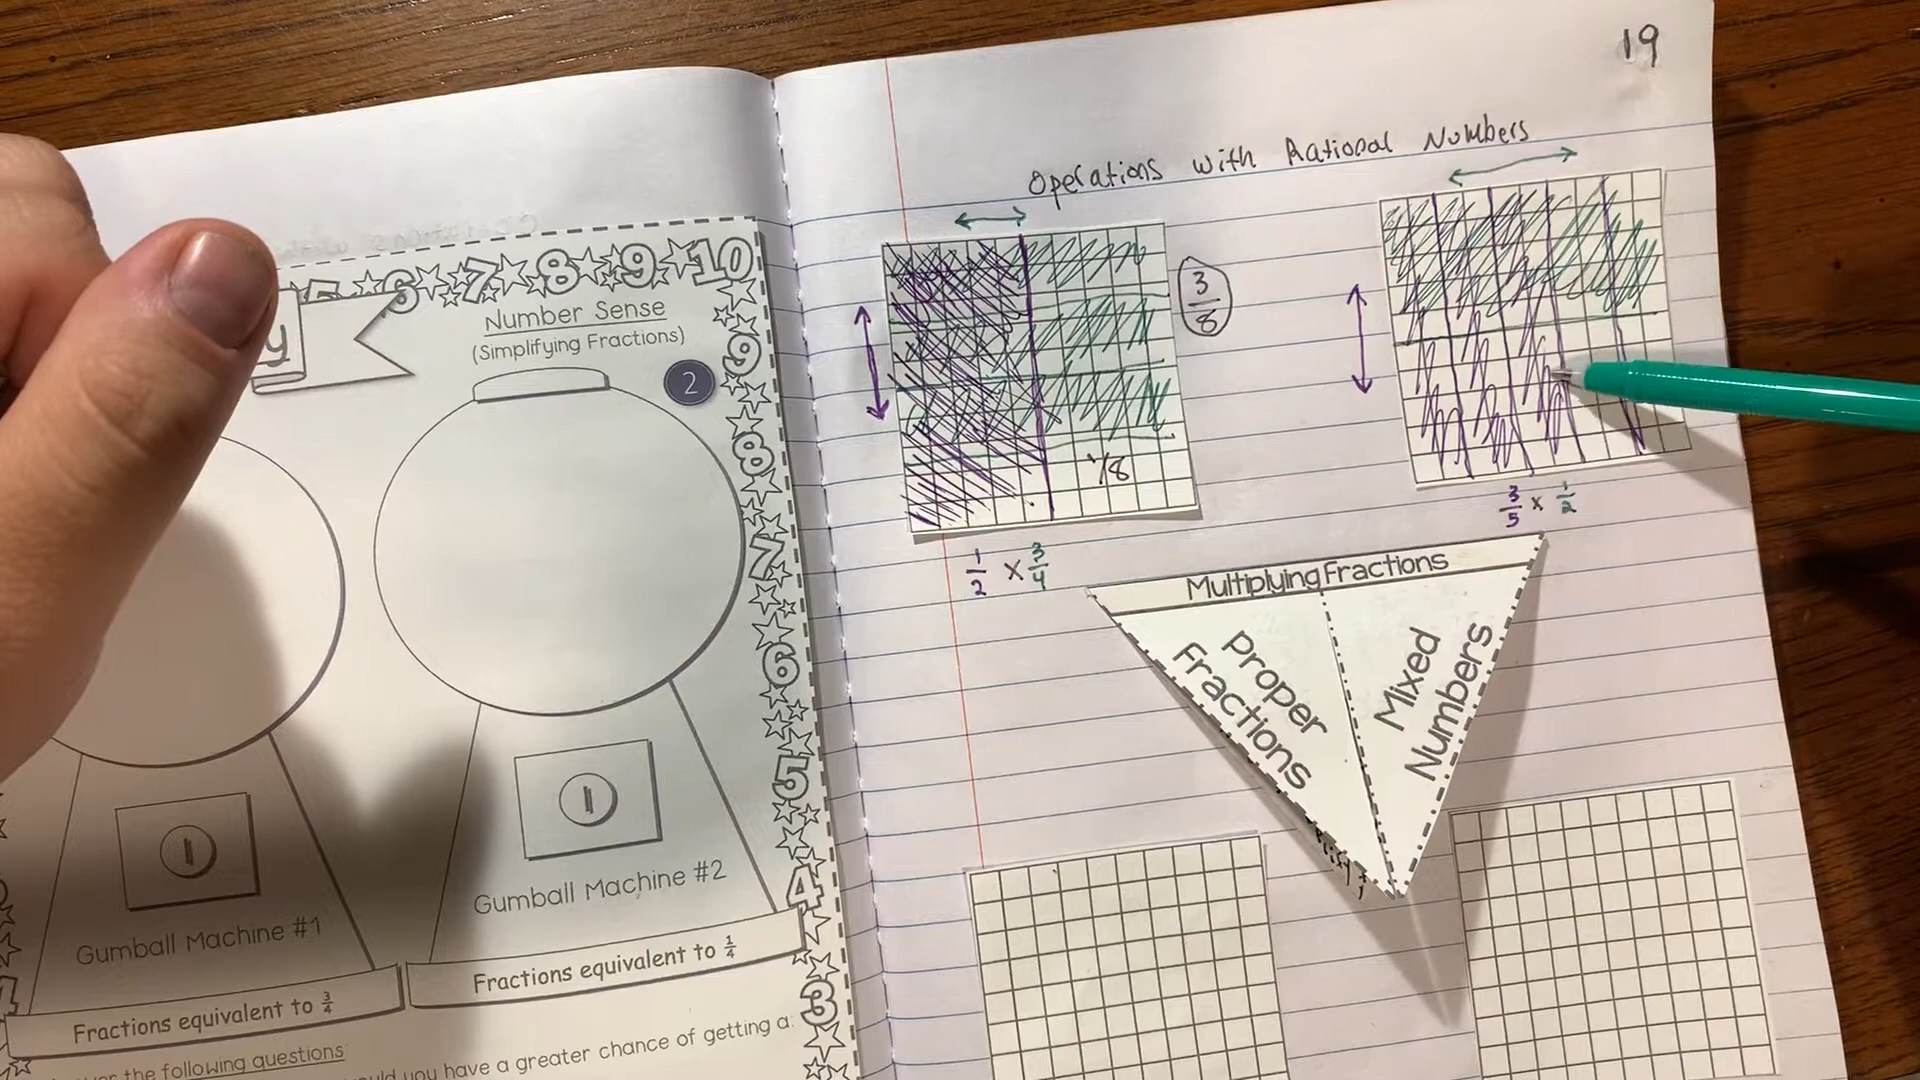 6 7 8 9 10
y
Number Sense
(Simplifying Fractions)
2
9
8
7
6
5
4
3
1
Gumball Machine #1
Fractions equivalent to 3/4
1
Gumball Machine #2
Fractions equivalent to 1/4
the following questions
you have a greater chance of getting a:
19
Operations with Rational Numbers
3/8
1/8
1/2 x 3/4
3/5 x 1/2
Multiplying Fractions
Proper
Fractions
Mixed
Numbers